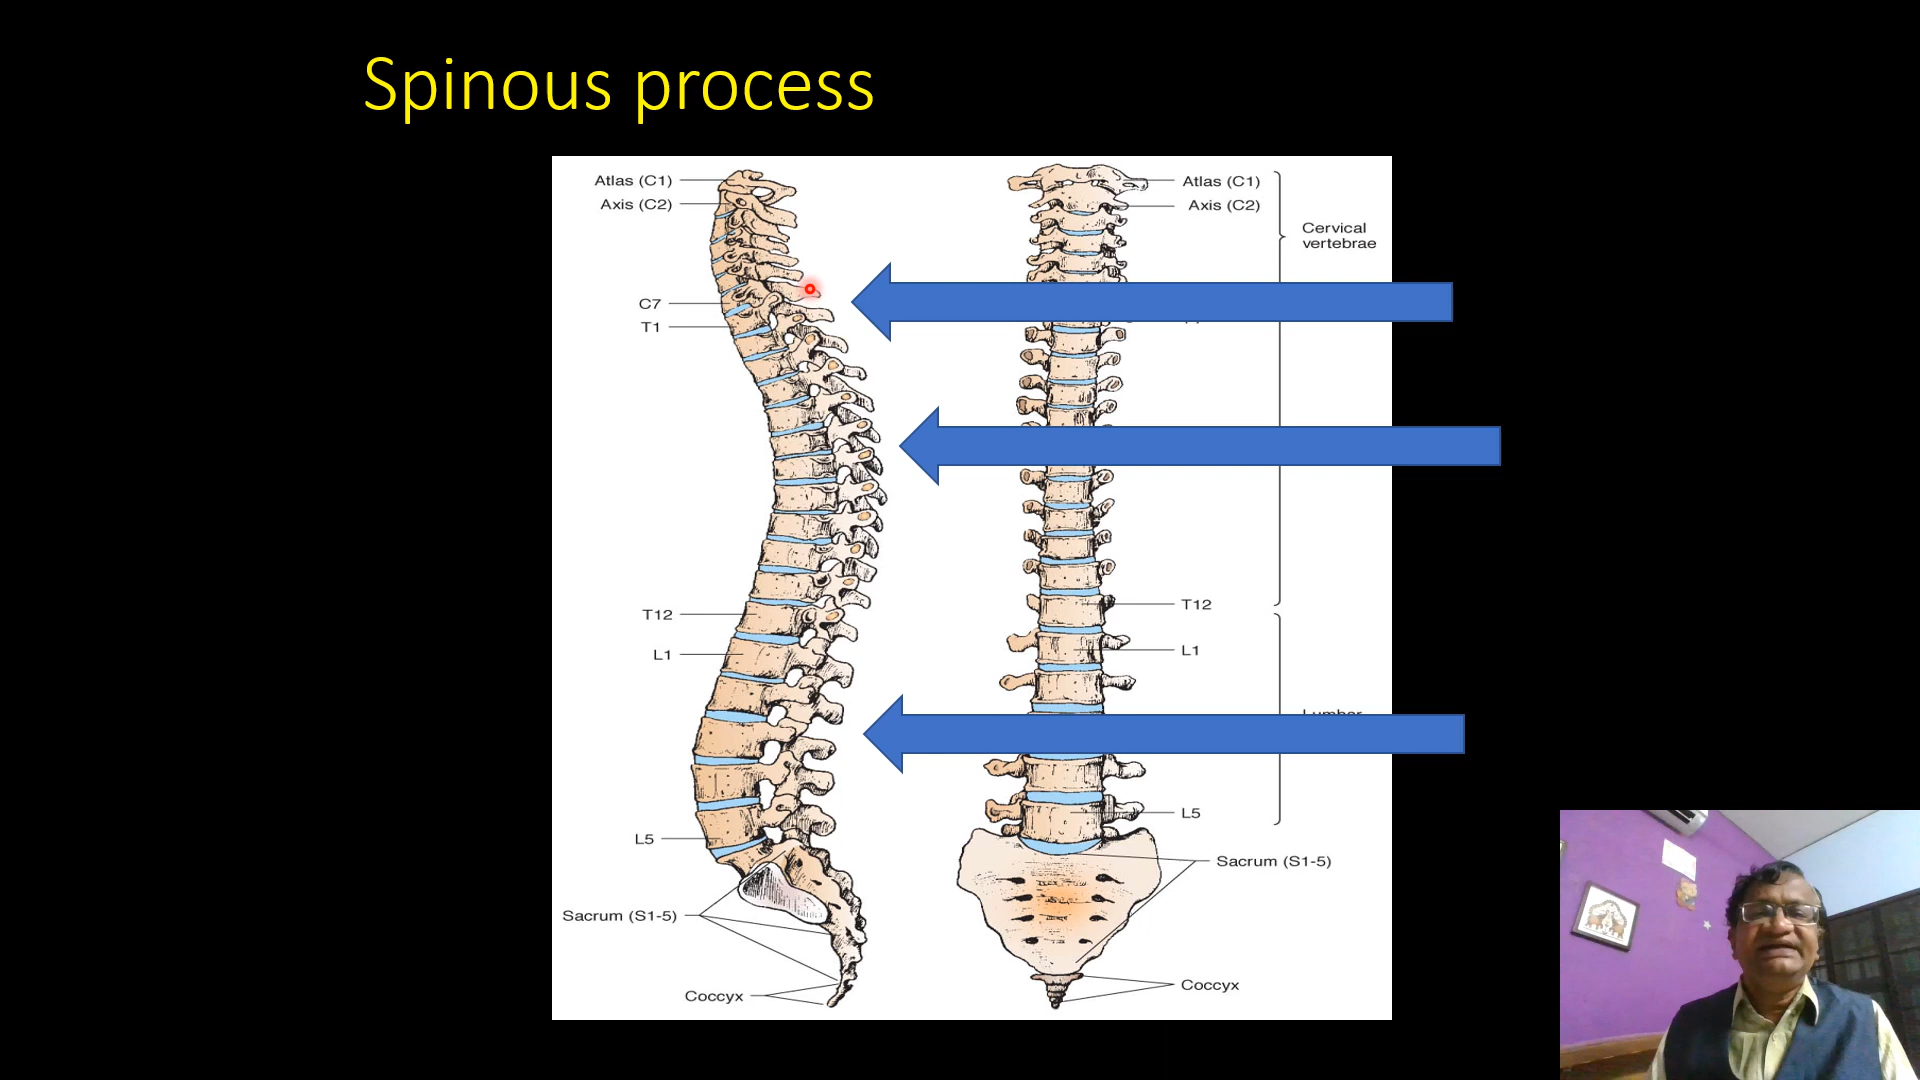 Spinous process
Atlas (C1)
Axis (C2)
C7
T1
T12
L1
L5
Sacrum (S1-5)
Coccyx
Atlas (C1)
Axis (C2)
Cervical
vertebrae
T12
L1
Lumbar
L5
Sacrum (S1-5)
Coccyx